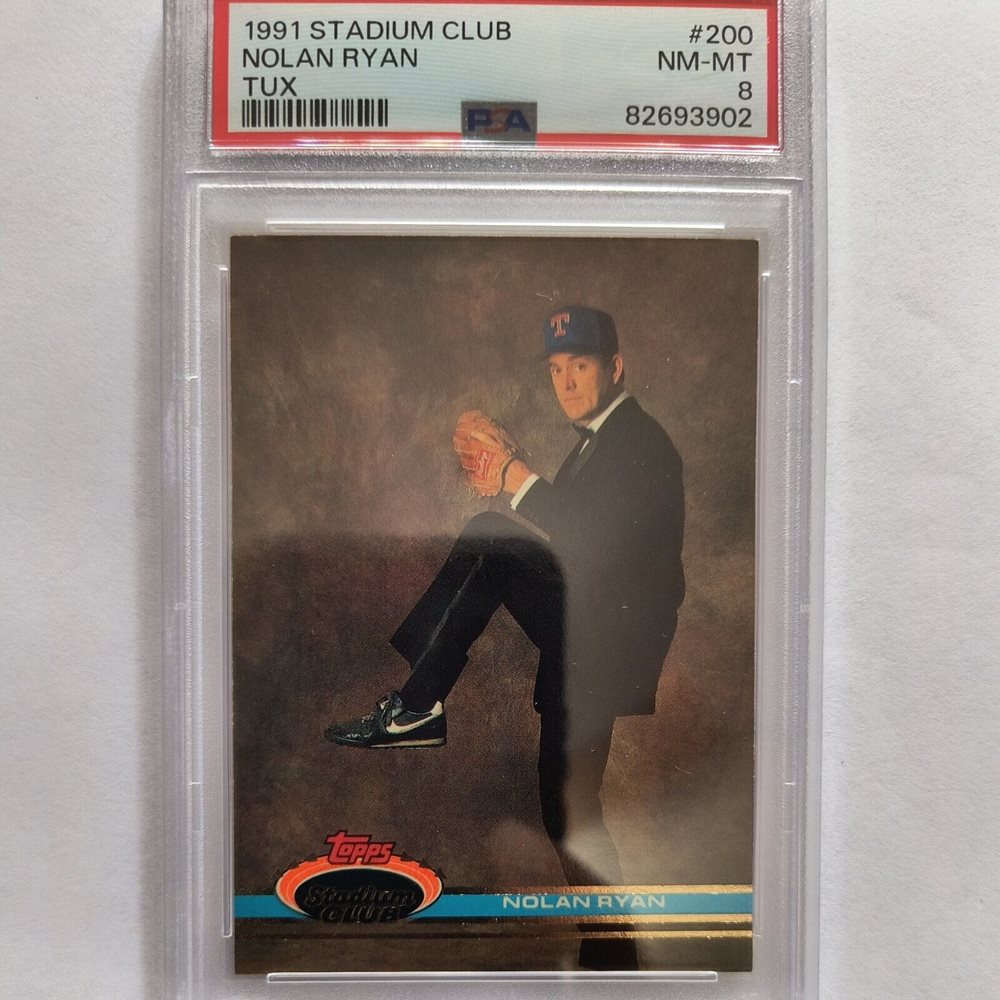 1991 STADIUM CLUB #200
NOLAN RYAN NM-MT
TUX 8
PSA 82693902
T
TOPPS
Stadium
CLUB
NOLAN RYAN